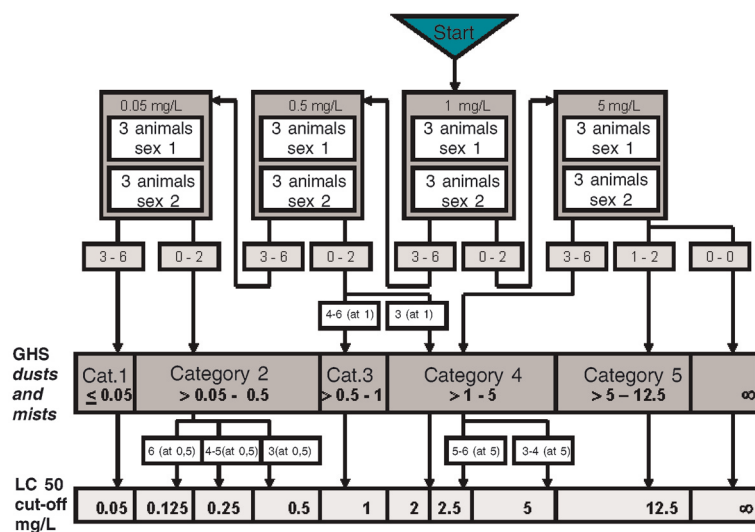 Start
0.05 mg/L
0.5 mg/L
1 mg/L
5 mg/L
3 animals
sex 1
3 animals
sex 1
3 animals
sex 1
3 animals
sex 1
3 animals
sex 2
3 animals
sex 2
3 animals
sex 2
3 animals
sex 2
3 - 6
0 - 2
3 - 6
0 - 2
3 - 6
0 - 2
3 - 6
1 - 2
0 - 0
4-6 (at 1)
3 (at 1)
GHS
dusts
and
mists
Cat.1
≤ 0.05
Category 2
> 0.05 - 0.5
Cat.3
> 0.5 - 1
Category 4
> 1 - 5
Category 5
> 5 – 12.5
∞
6 (at 0,5)
4-5(at 0,5)
3(at 0,5)
5-6 (at 5)
3-4 (at 5)
LC 50
cut-off
mg/L
0.05
0.125
0.25
0.5
1
2
2.5
5
12.5
∞